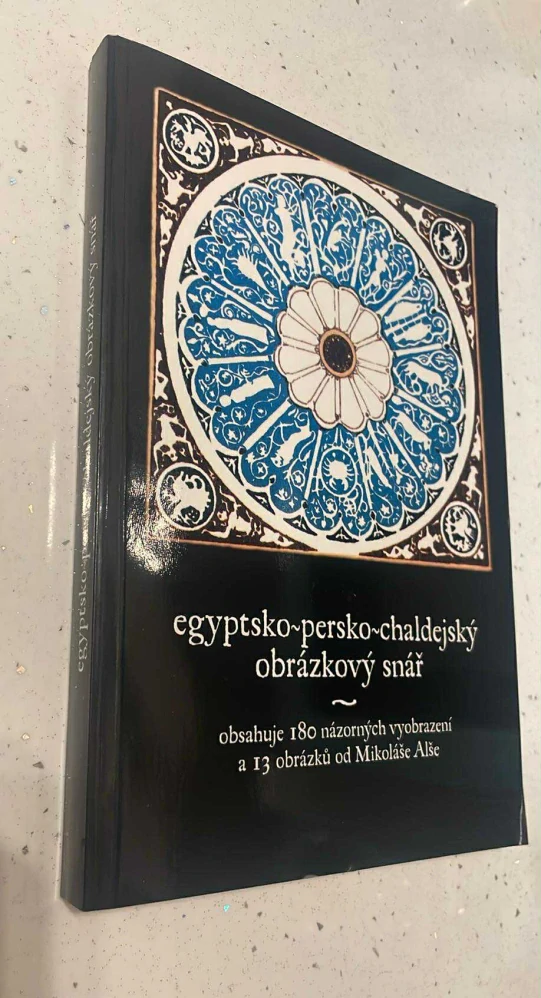 egyptsko~persko~chaldejský
obrázkový snář
~
obsahuje 180 názorných vyobrazení
a 13 obrázků od Mikoláše Alše
egyptsko~persko~chaldejský obrázkový snář